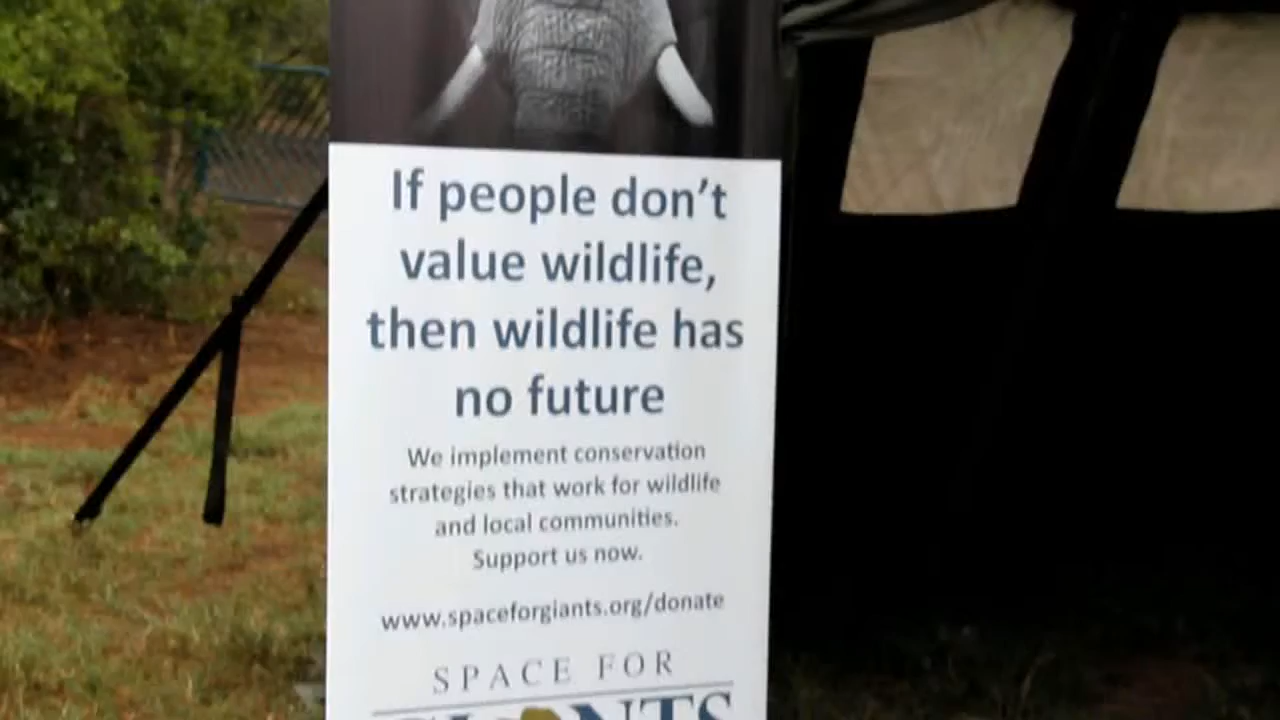 If people don't
value wildlife,
then wildlife has
no future
We implement conservation
strategies that work for wildlife
and local communities.
Support us now.
www.spaceforgiants.org/donate
SPACE FOR
GIANTS